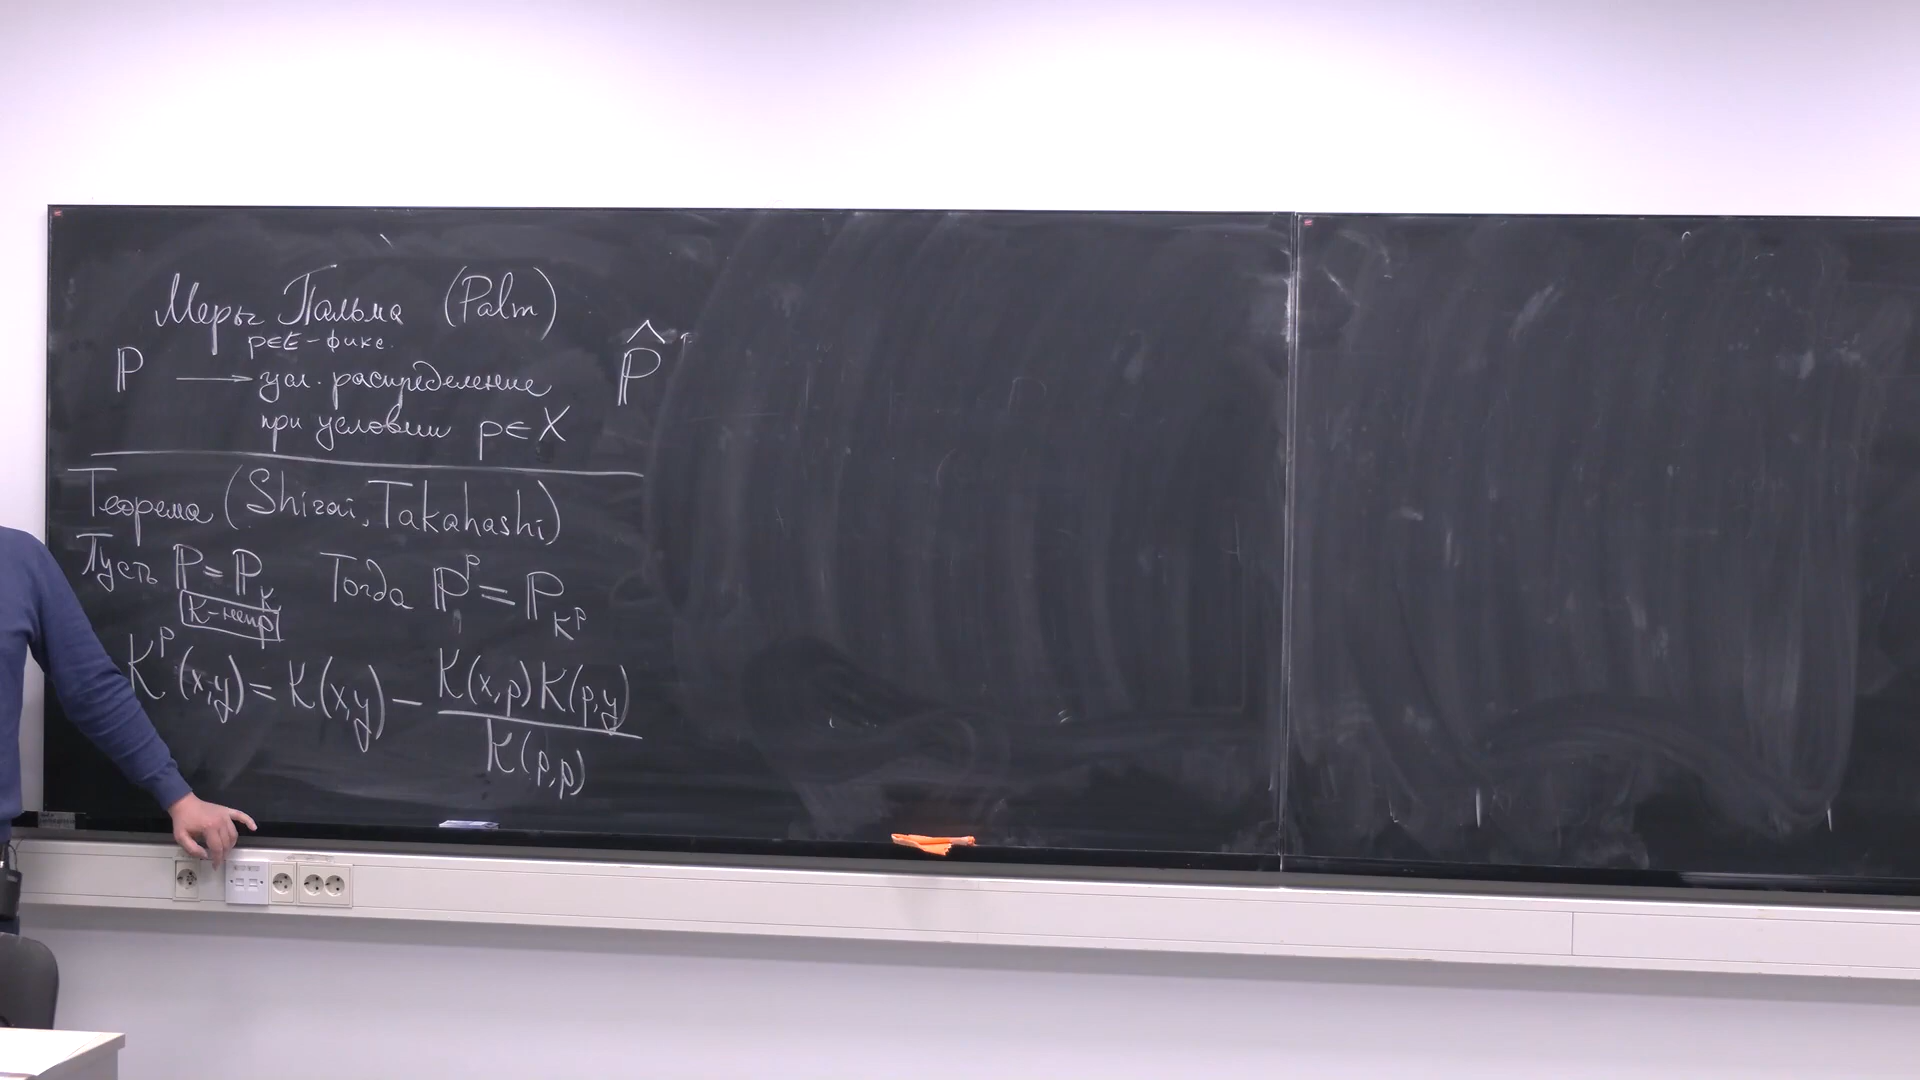 Меры Пальма (Palm)
p∈E - фикс.
ℙ ⟶ усл. распределение ℙ̂
при условии p∈X
Теорема (Shirai, Takahashi)
Пусть ℙ = ℙ_K Тогда ℙ^p = ℙ_{K^p}
K-непр
K^p(x,y) = K(x,y) − K(x,p)K(p,y) / K(p,p)